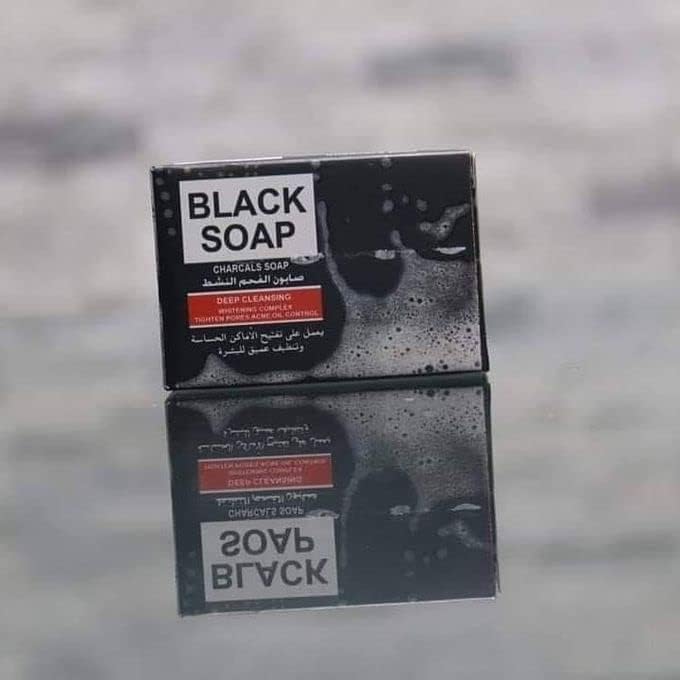 BLACK
SOAP
CHARCALS SOAP
صابون الفحم النشط
DEEP CLEANSING
WHITENING COMPLEX
TIGHTEN PORES ACNE OIL CONTROL
يعمل على تفتيح الأماكن الحساسة
وتنظيف عميق للبشرة